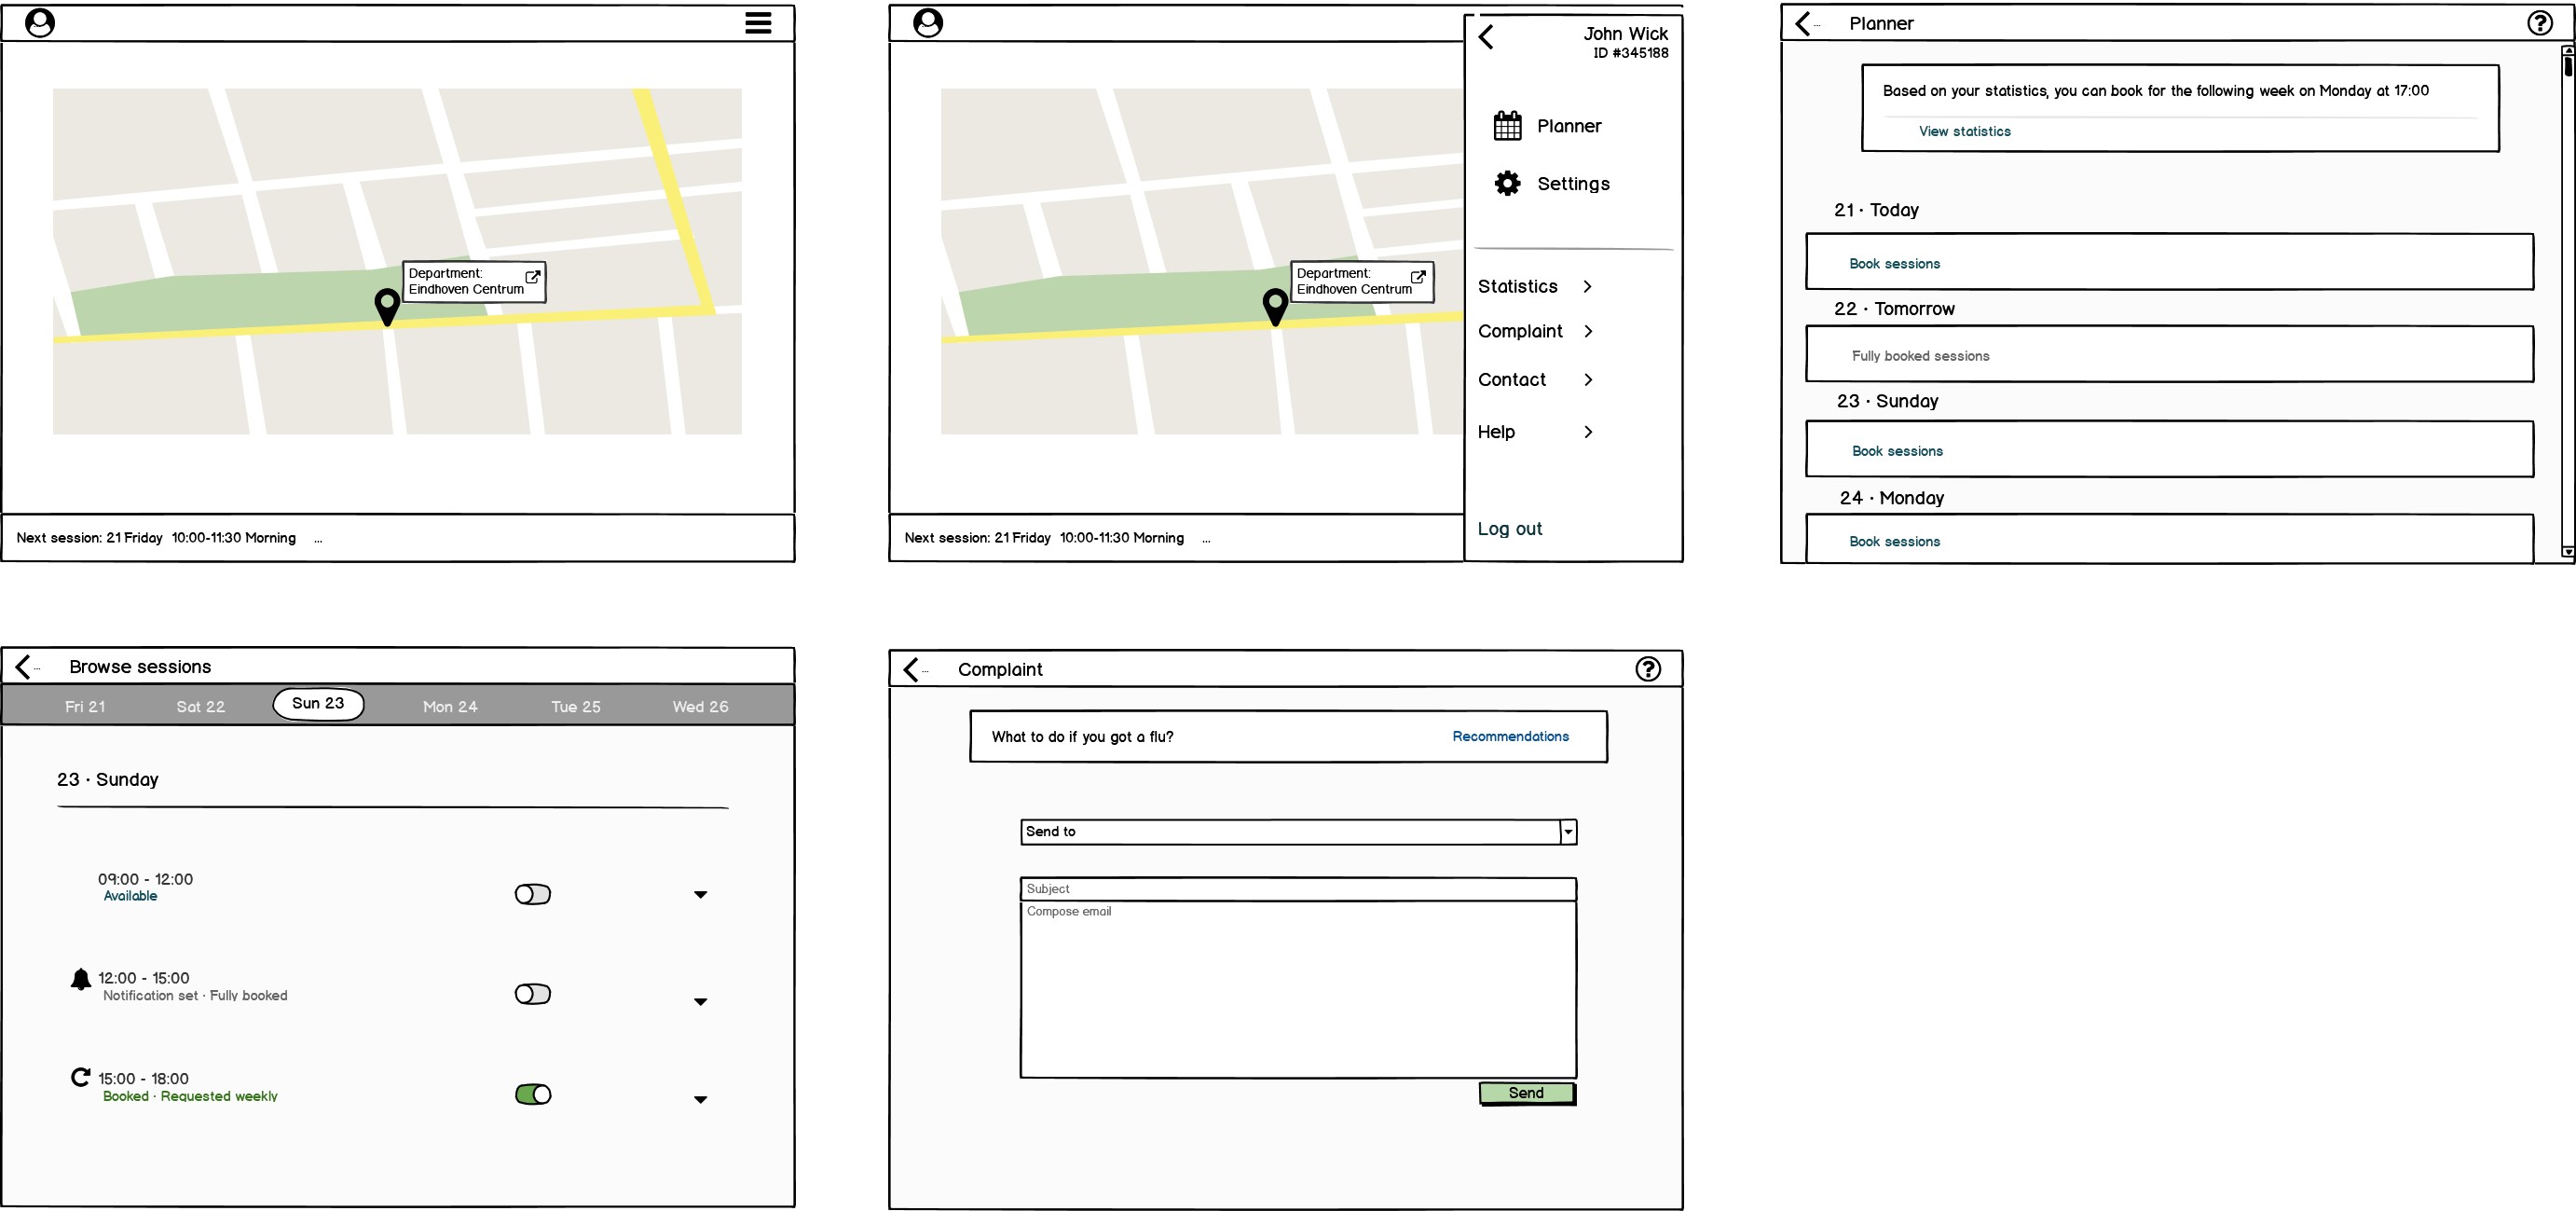 Department:
Eindhoven Centrum
Next session: 21 Friday 10:00-11:30 Morning ...
John Wick
ID #345188
Planner
Settings
Department:
Eindhoven Centrum
Statistics
Complaint
Contact
Help
Log out
Next session: 21 Friday 10:00-11:30 Morning ...
... Planner ?
Based on your statistics, you can book for the following week on Monday at 17:00
View statistics
21 · Today
Book sessions
22 · Tomorrow
Fully booked sessions
23 · Sunday
Book sessions
24 · Monday
Book sessions
... Browse sessions
Fri 21 Sat 22 Sun 23 Mon 24 Tue 25 Wed 26
23 · Sunday
09:00 - 12:00
Available
12:00 - 15:00
Notification set · Fully booked
15:00 - 18:00
Booked · Requested weekly
... Complaint ?
What to do if you got a flu? Recommendations
Send to
Subject
Compose email
Send